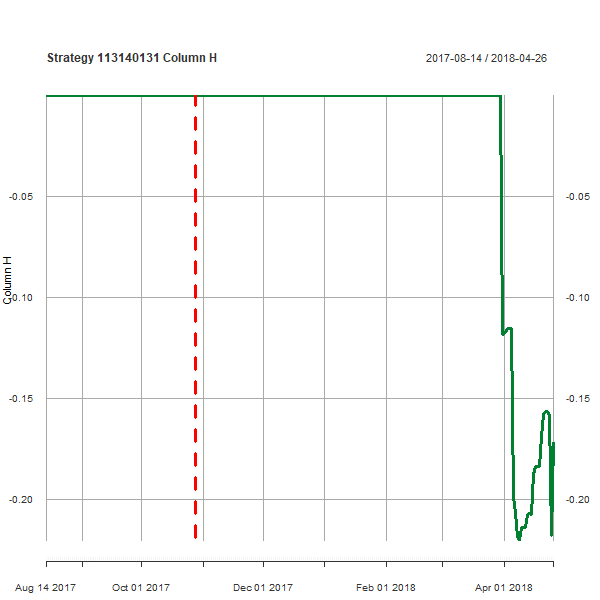 Strategy 113140131 Column H
2017-08-14 / 2018-04-26
-0.05
-0.05
Column H
-0.10
-0.10
-0.15
-0.15
-0.20
-0.20
Aug 14 2017
Oct 01 2017
Dec 01 2017
Feb 01 2018
Apr 01 2018